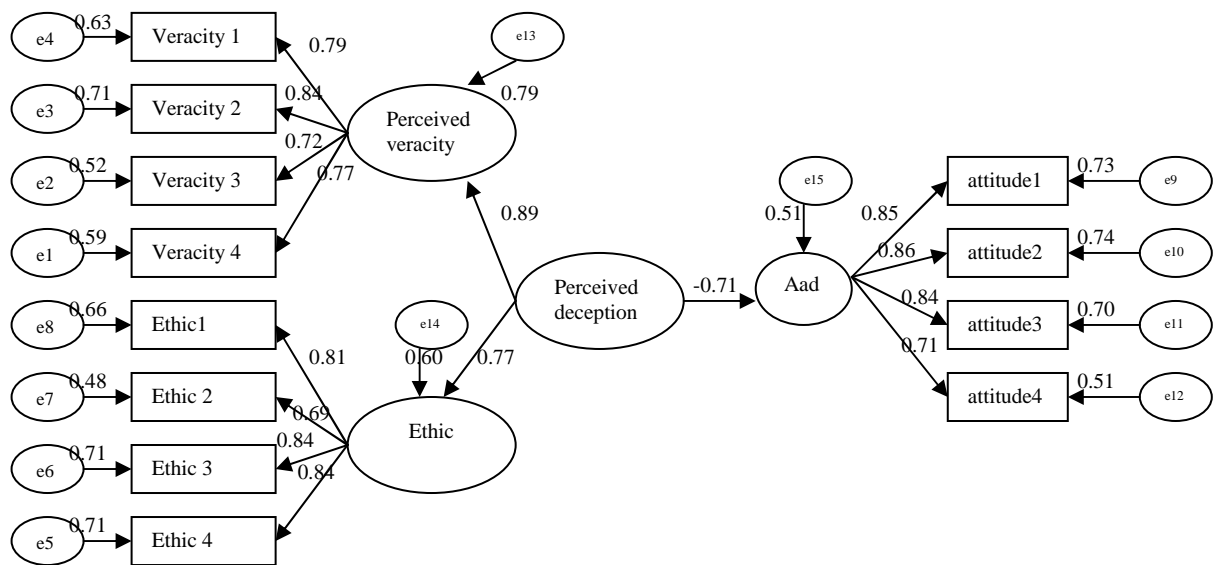 e4
0.63
Veracity 1
0.79
e13
e3
0.71
Veracity 2
0.84
Perceived
veracity
0.79
e2
0.52
Veracity 3
0.72
0.77
e1
0.59
Veracity 4
0.89
e15
0.51
0.85
attitude1
0.73
e9
0.86
attitude2
0.74
e10
Perceived
deception
-0.71
Aad
0.84
attitude3
0.70
e11
0.71
attitude4
0.51
e12
e8
0.66
Ethic1
0.81
e14
0.60
0.77
e7
0.48
Ethic 2
0.69
Ethic
e6
0.71
Ethic 3
0.84
0.84
e5
0.71
Ethic 4